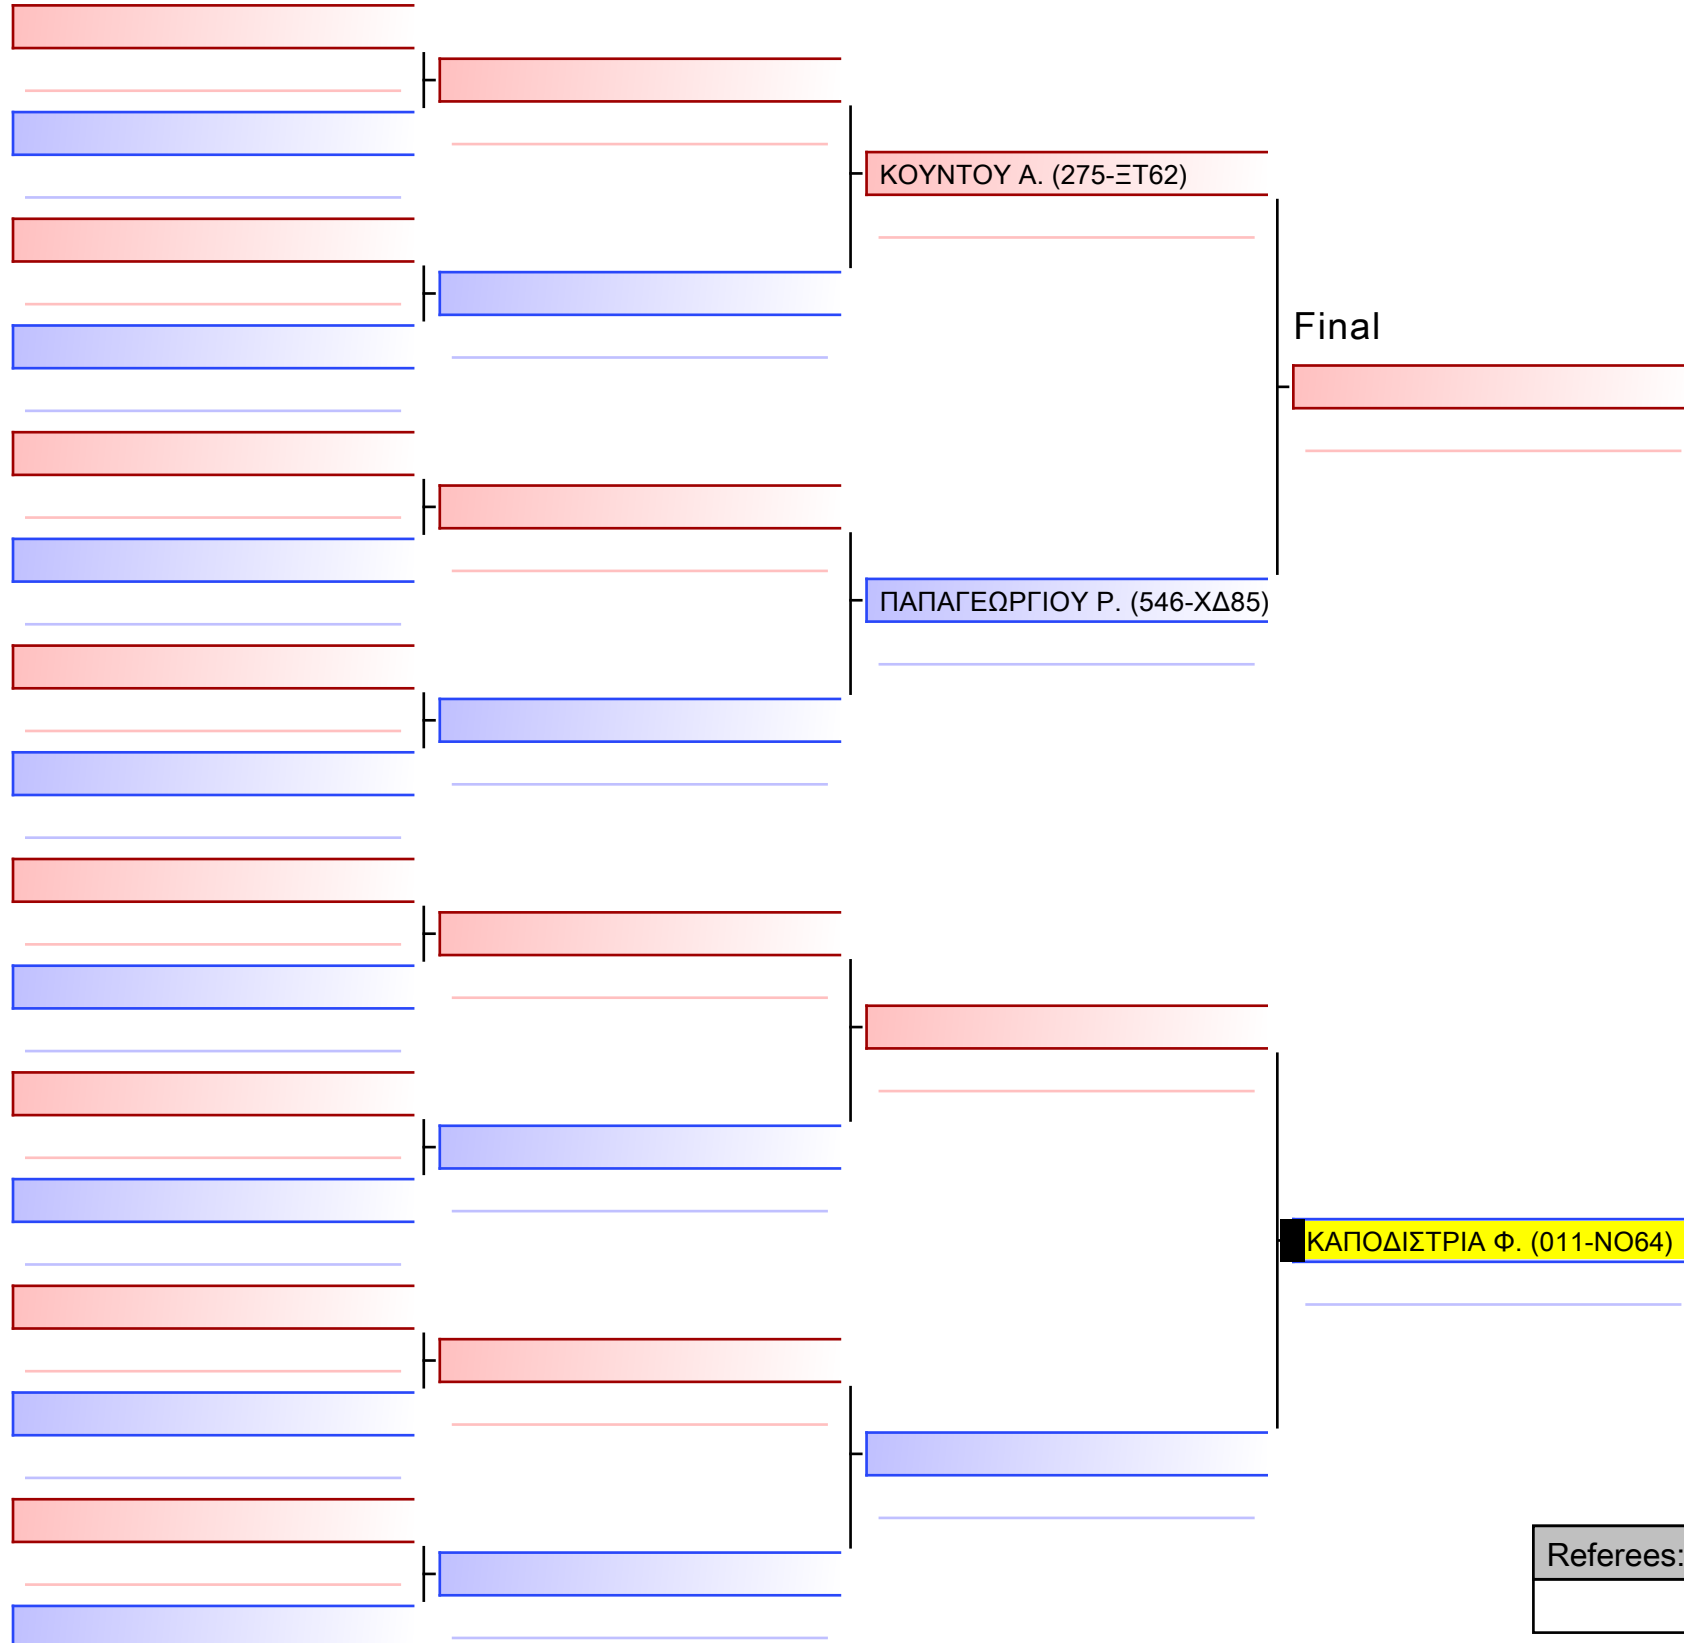 ΚΟΥΝΤΟΥ Α. (275-ΞΤ62)
Final
ΠΑΠΑΓΕΩΡΓΙΟΥ Ρ. (546-ΧΔ85)
ΚΑΠΟΔΙΣΤΡΙΑ Φ. (011-ΝΟ64)
Referees: